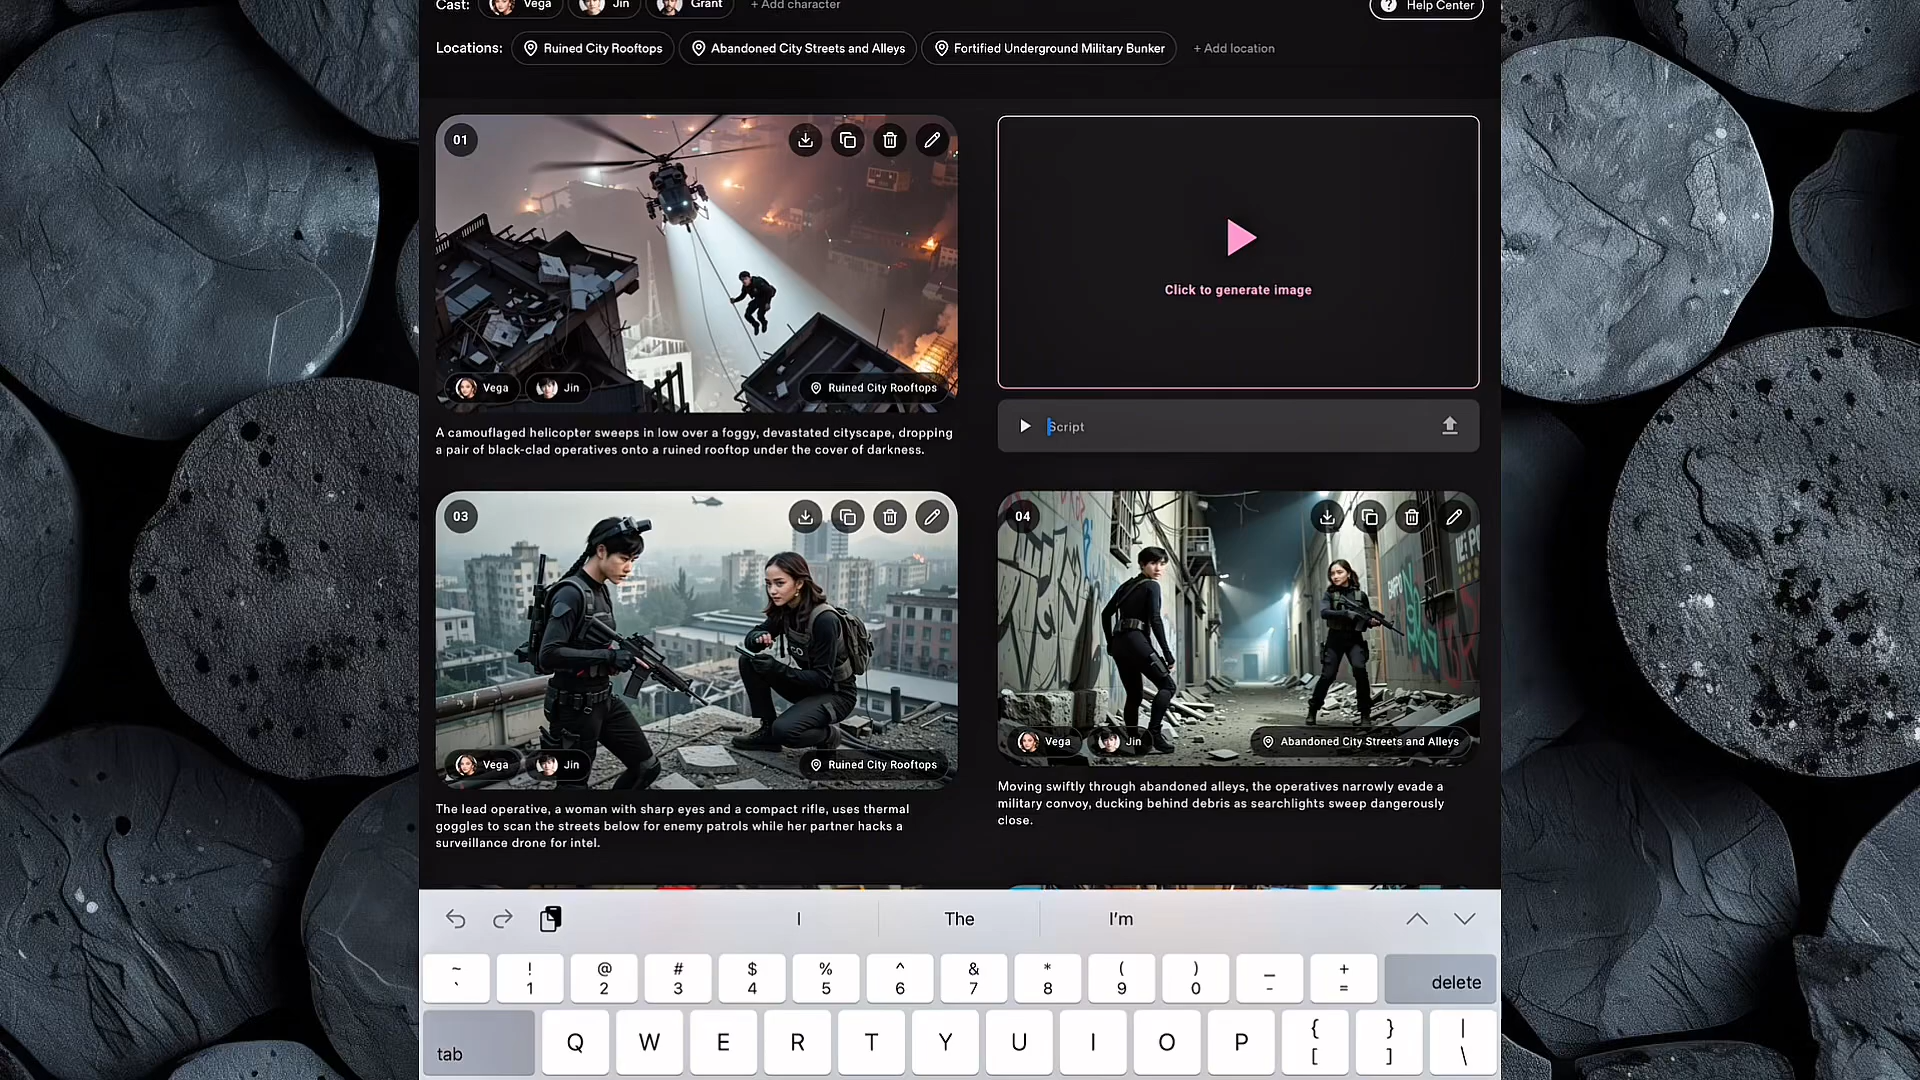 Cast: Vega Jin Grant + Add character
Help Center
Locations: Ruined City Rooftops Abandoned City Streets and Alleys Fortified Underground Military Bunker + Add location
01
Vega Jin Ruined City Rooftops
A camouflaged helicopter sweeps in low over a foggy, devastated cityscape, dropping
a pair of black-clad operatives onto a ruined rooftop under the cover of darkness.
Click to generate image
Script
03
Vega Jin Ruined City Rooftops
The lead operative, a woman with sharp eyes and a compact rifle, uses thermal
goggles to scan the streets below for enemy patrols while her partner hacks a
surveillance drone for intel.
04
Vega Jin Abandoned City Streets and Alleys
Moving swiftly through abandoned alleys, the operatives narrowly evade a
military convoy, ducking behind debris as searchlights sweep dangerously
close.
I The I'm
~ ! @ # $ % ^ & * ( ) _ +
` 1 2 3 4 5 6 7 8 9 0 - = delete
tab Q W E R T Y U I O P { [ } ] | \